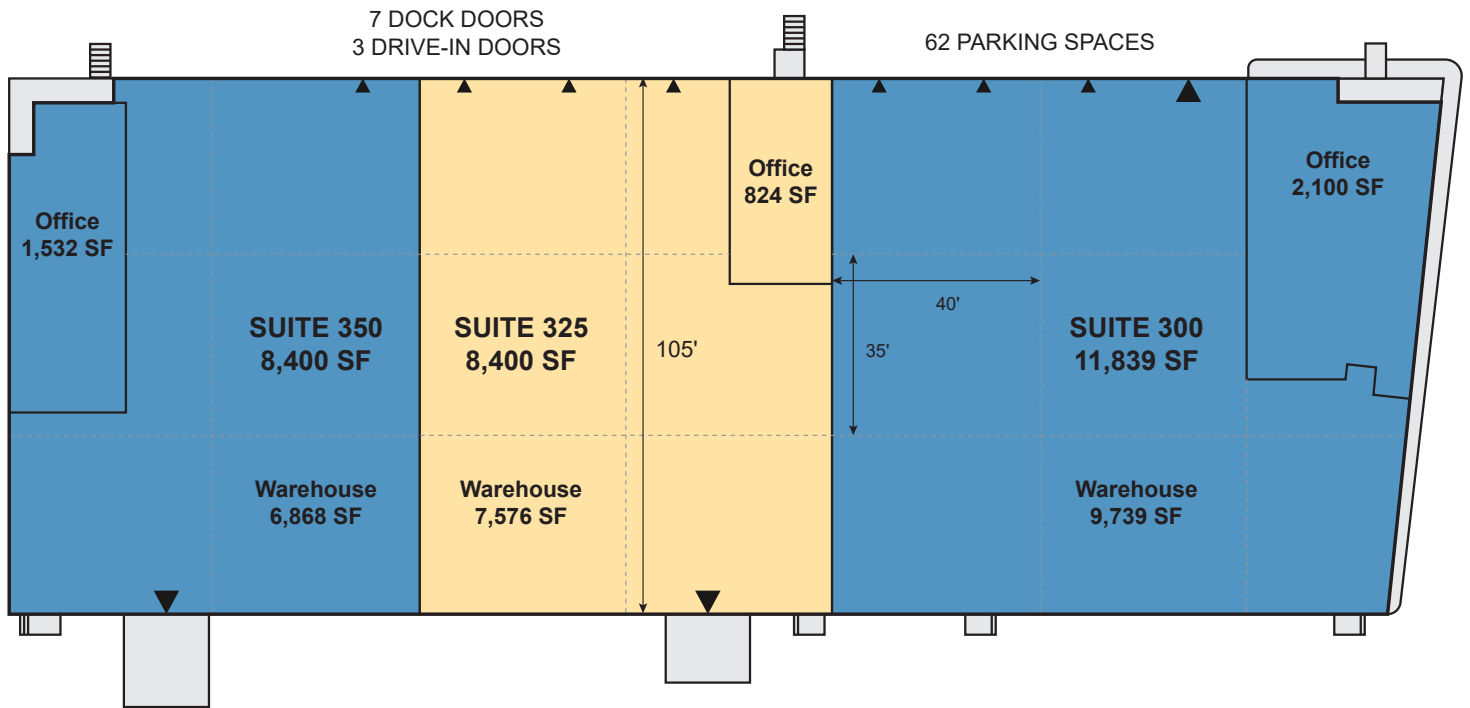 7 DOCK DOORS
3 DRIVE-IN DOORS
62 PARKING SPACES
Office
1,532 SF
Office
824 SF
Office
2,100 SF
SUITE 350
8,400 SF
SUITE 325
8,400 SF
105'
40'
35'
SUITE 300
11,839 SF
Warehouse
6,868 SF
Warehouse
7,576 SF
Warehouse
9,739 SF